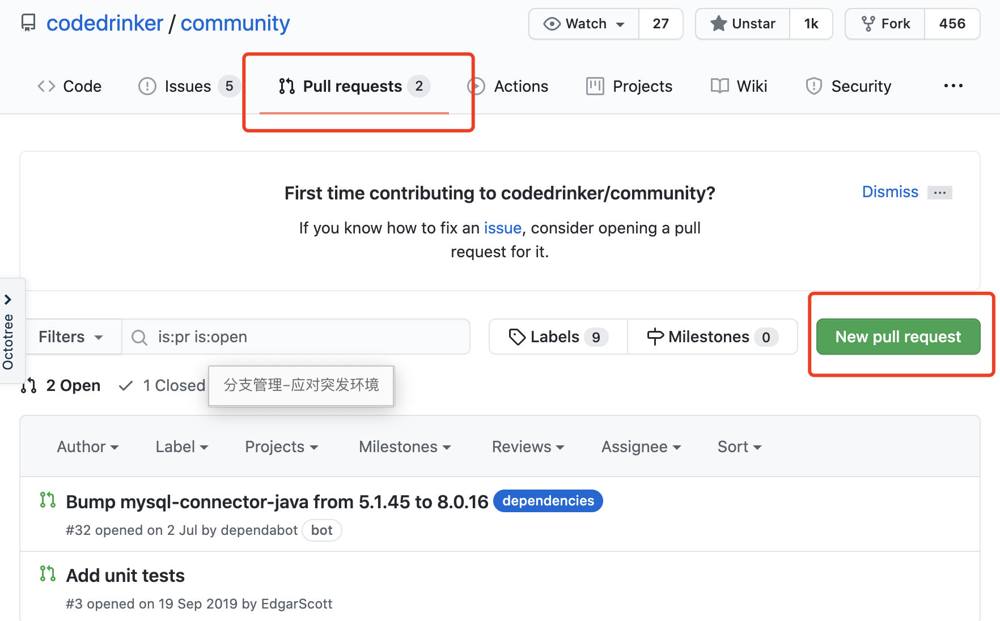 codedrinker / community
Watch 27 Unstar 1k Fork 456
Code Issues 5 Pull requests 2 Actions Projects Wiki Security ...
First time contributing to codedrinker/community?
Dismiss ...
If you know how to fix an issue, consider opening a pull
request for it.
Octotree
Filters is:pr is:open Labels 9 Milestones 0 New pull request
2 Open 1 Closed 分支管理-应对突发环境
Author Label Projects Milestones Reviews Assignee Sort
Bump mysql-connector-java from 5.1.45 to 8.0.16 dependencies
#32 opened on 2 Jul by dependabot bot
Add unit tests
#3 opened on 19 Sep 2019 by EdgarScott